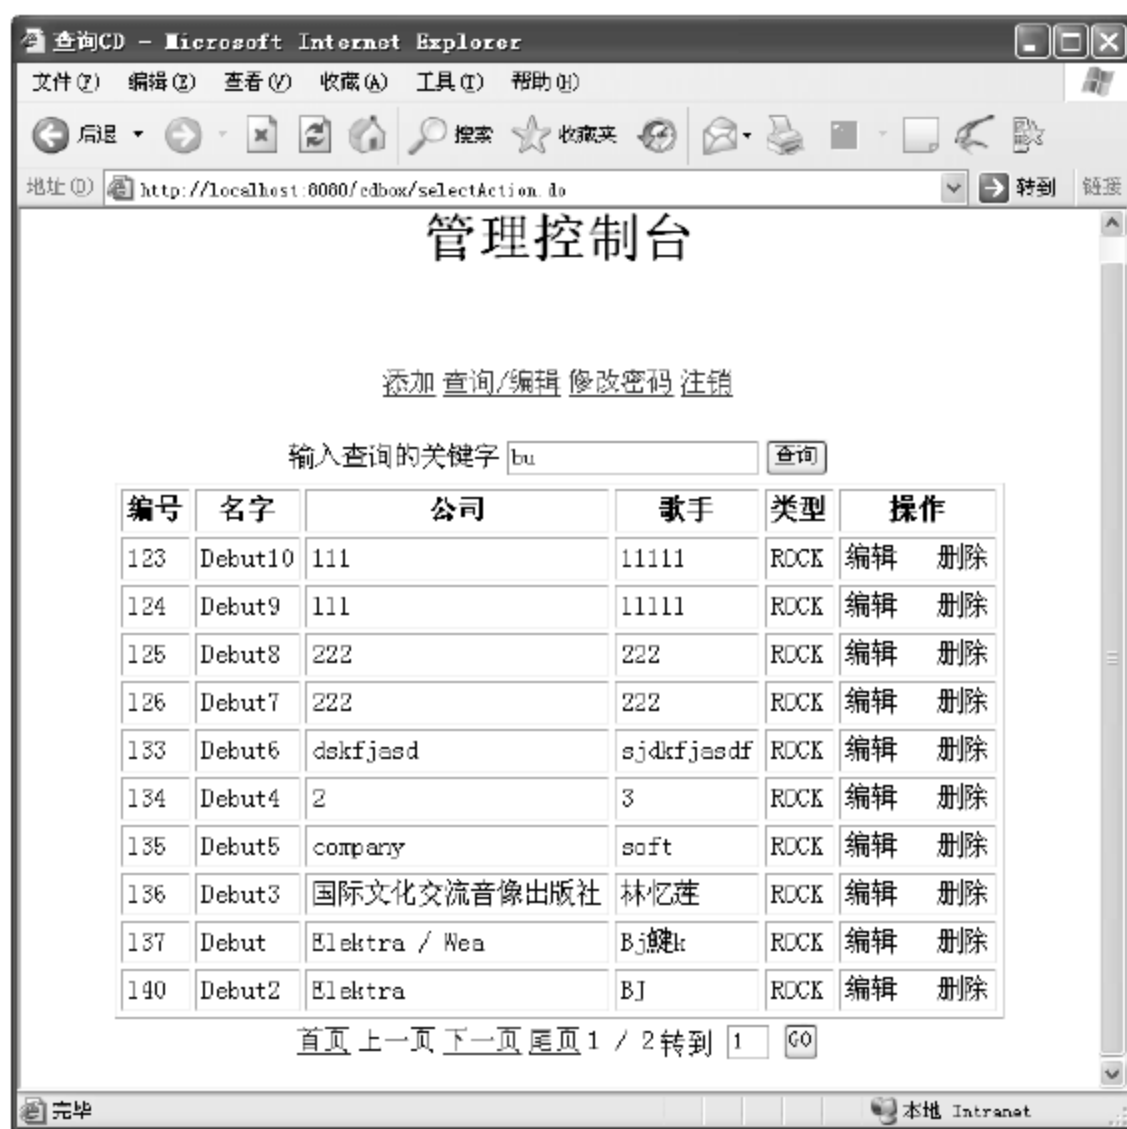 查询CD - Microsoft Internet Explorer
文件(F) 编辑(E) 查看(V) 收藏(A) 工具(T) 帮助(H)
后退 搜索 收藏夹
地址(D) http://localhost:8080/cdbox/selectAction.do 转到 链接
管理控制台
添加 查询/编辑 修改密码 注销
输入查询的关键字 bu 查询
编号 名字 公司 歌手 类型 操作
123 Debut10 111 11111 ROCK 编辑 删除
124 Debut9 111 11111 ROCK 编辑 删除
125 Debut8 222 222 ROCK 编辑 删除
126 Debut7 222 222 ROCK 编辑 删除
133 Debut6 dskfjasd sjdkfjasdf ROCK 编辑 删除
134 Debut4 2 3 ROCK 编辑 删除
135 Debut5 company soft ROCK 编辑 删除
136 Debut3 国际文化交流音像出版社 林忆莲 ROCK 编辑 删除
137 Debut Elektra / Wea Bj鰎k ROCK 编辑 删除
140 Debut2 Elektra BJ ROCK 编辑 删除
首页 上一页 下一页 尾页 1 / 2 转到 1 GO
完毕 本地 Intranet